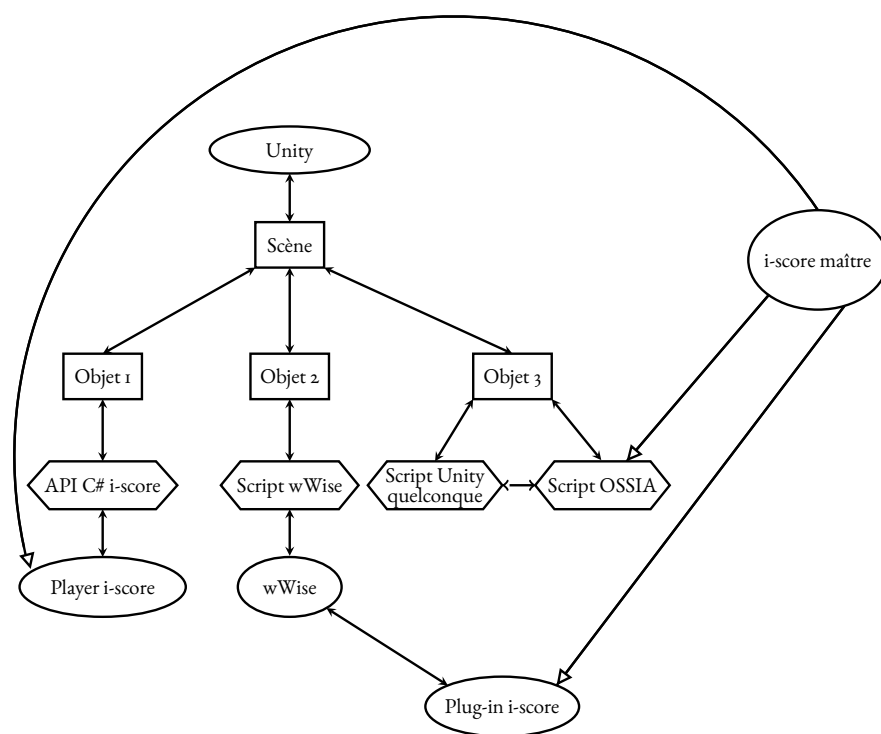 Unity
Scène
i-score maître
Objet 1
Objet 2
Objet 3
API C# i-score
Script wWise
Script Unity
quelconque
Script OSSIA
Player i-score
wWise
Plug-in i-score